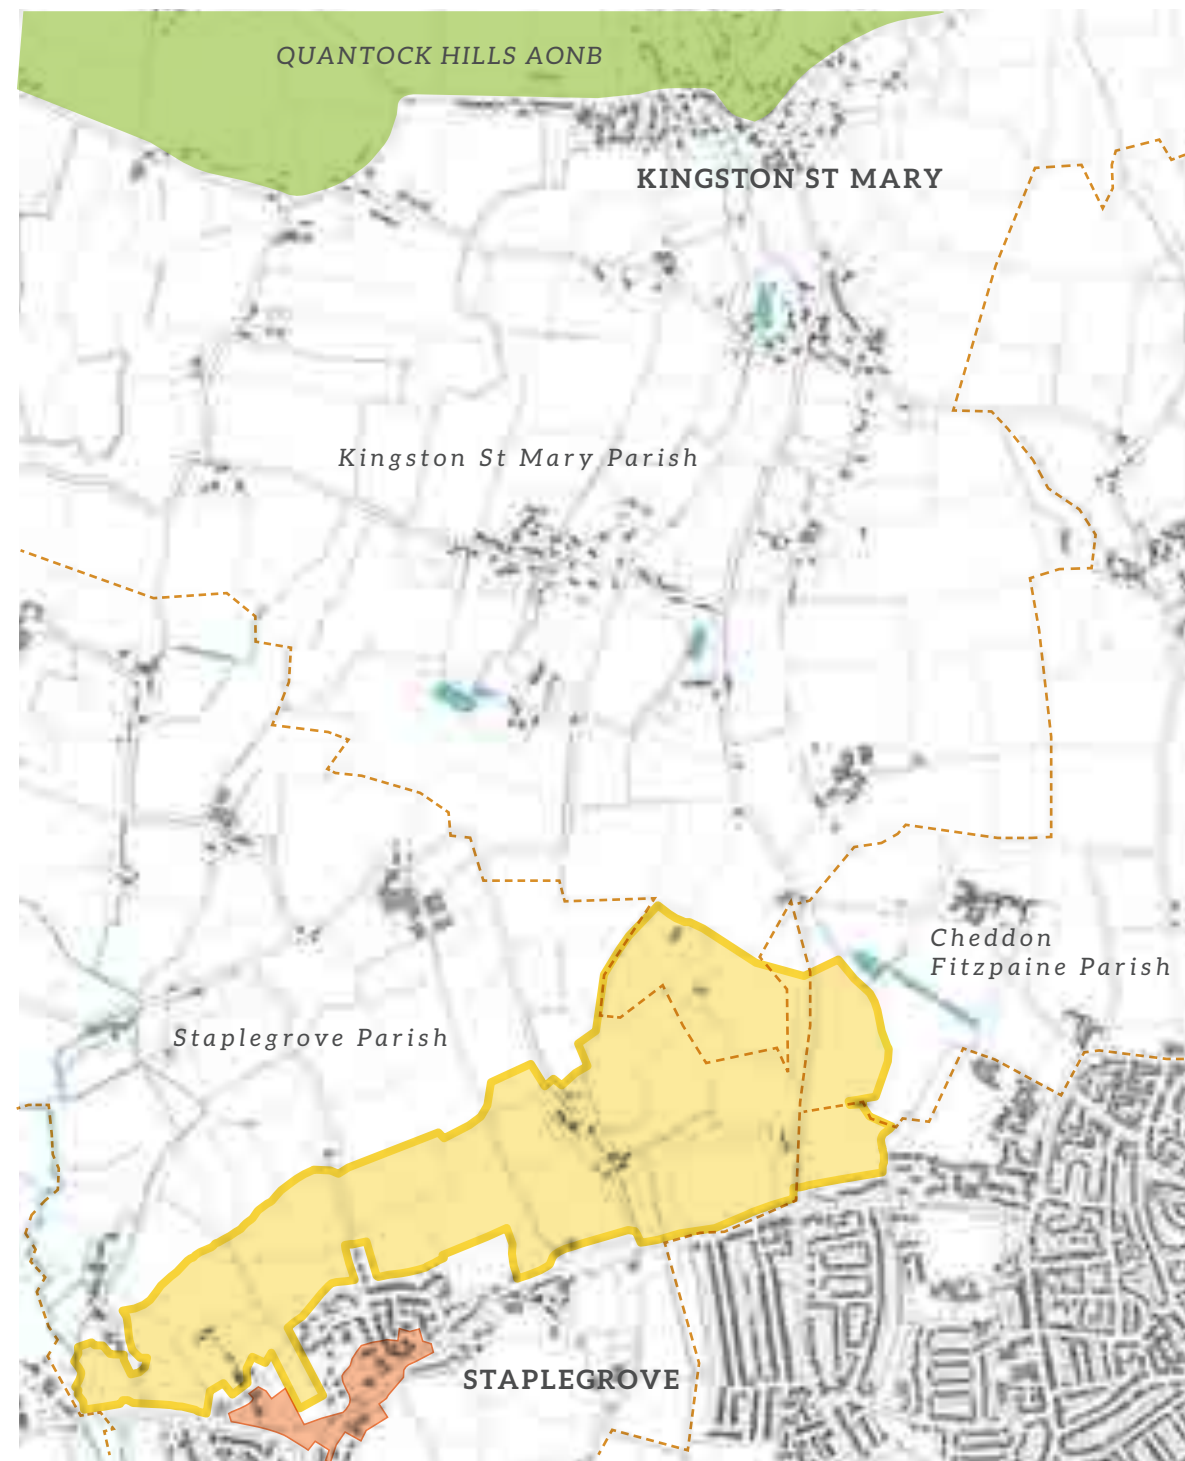 QUANTOCK HILLS AONB
KINGSTON ST MARY
Kingston St Mary Parish
Cheddon
Fitzpaine Parish
Staplegrove Parish
STAPLEGROVE